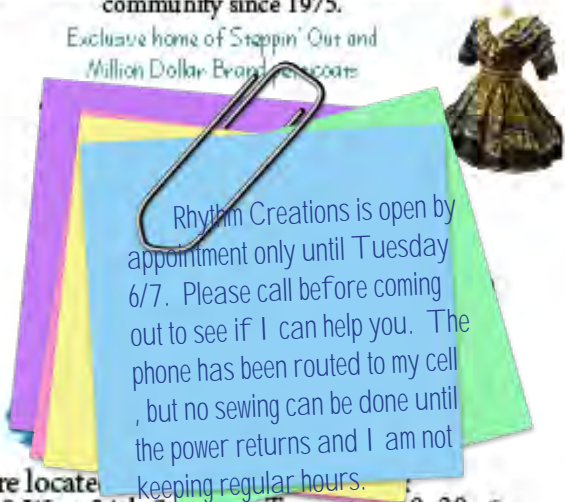 community since 1975.
Exclusive home of Steppin' Out and
Million Dollar Brand petticoats
Rhythm Creations is open by
appointment only until Tuesday
6/7. Please call before coming
out to see if I can help you. The
phone has been routed to my cell
, but no sewing can be done until
the power returns and I am not
keeping regular hours.
re located